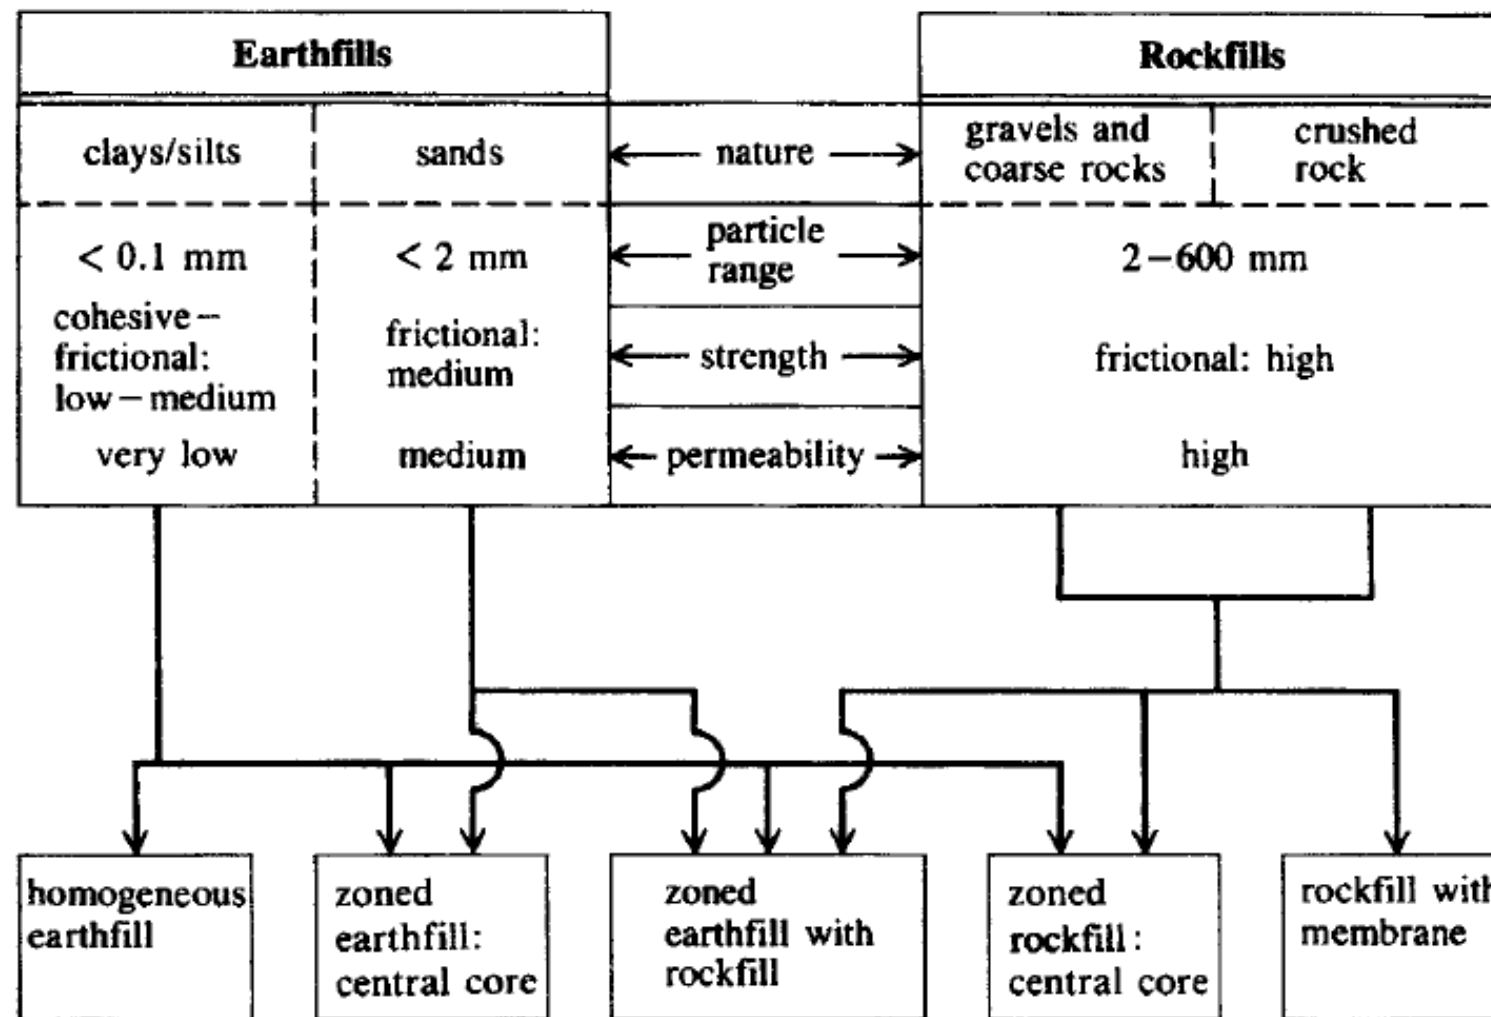 Earthfills
Rockfills
clays/silts
sands
nature
gravels and
coarse rocks
crushed
rock
< 0.1 mm
< 2 mm
particle
range
2–600 mm
cohesive–
frictional:
low–medium
frictional:
medium
strength
frictional: high
very low
medium
permeability
high
homogeneous
earthfill
zoned
earthfill:
central core
zoned
earthfill with
rockfill
zoned
rockfill:
central core
rockfill with
membrane